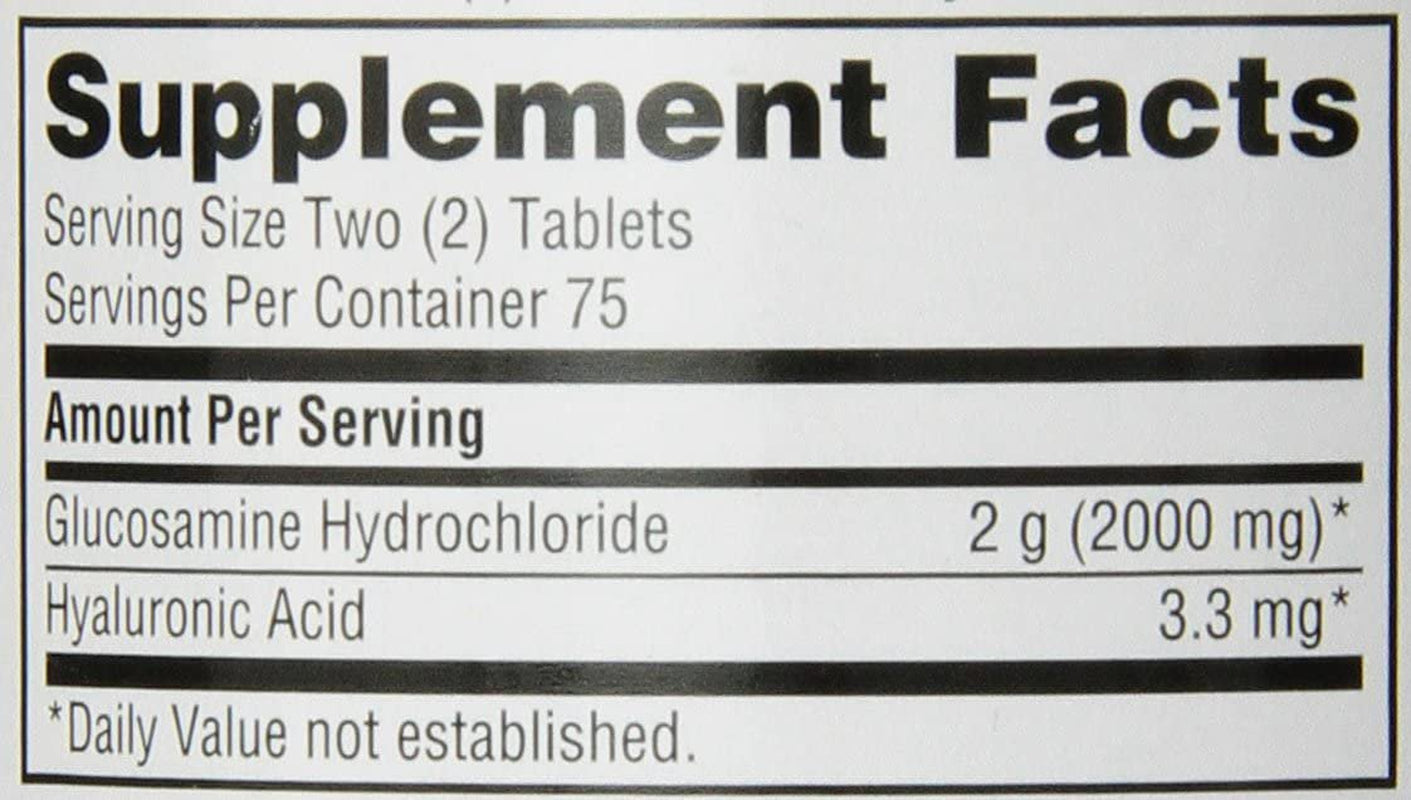 Supplement Facts
Serving Size Two (2) Tablets
Servings Per Container 75
Amount Per Serving
Glucosamine Hydrochloride 2 g (2000 mg)*
Hyaluronic Acid 3.3 mg*
*Daily Value not established.